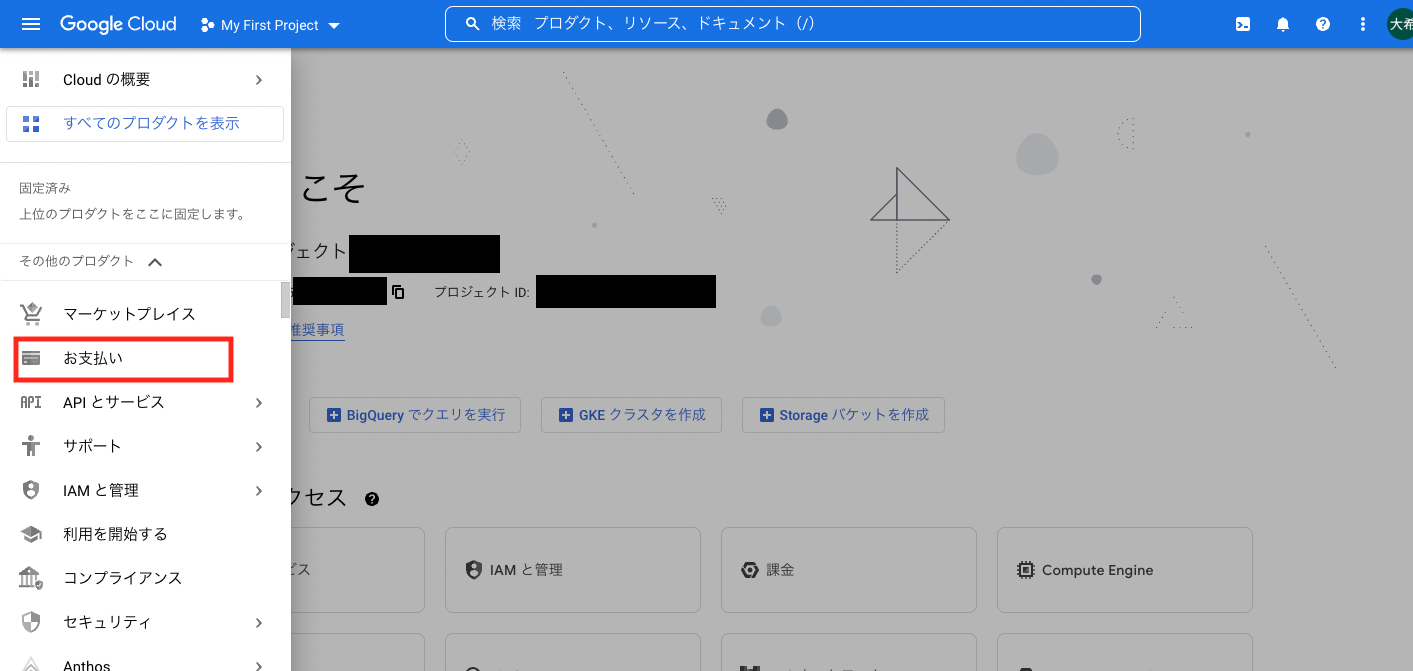 Google Cloud
My First Project
検索 プロダクト、リソース、ドキュメント (/)
大希
Cloud の概要
すべてのプロダクトを表示
固定済み
上位のプロダクトをここに固定します。
その他のプロダクト
マーケットプレイス
お支払い
API API とサービス
サポート
IAM と管理
利用を開始する
コンプライアンス
セキュリティ
Anthos
こそ
ジェクト
プロジェクト ID:
推奨事項
BigQuery でクエリを実行
GKE クラスタを作成
Storage バケットを作成
クセス
ビス
IAM と管理
課金
Compute Engine